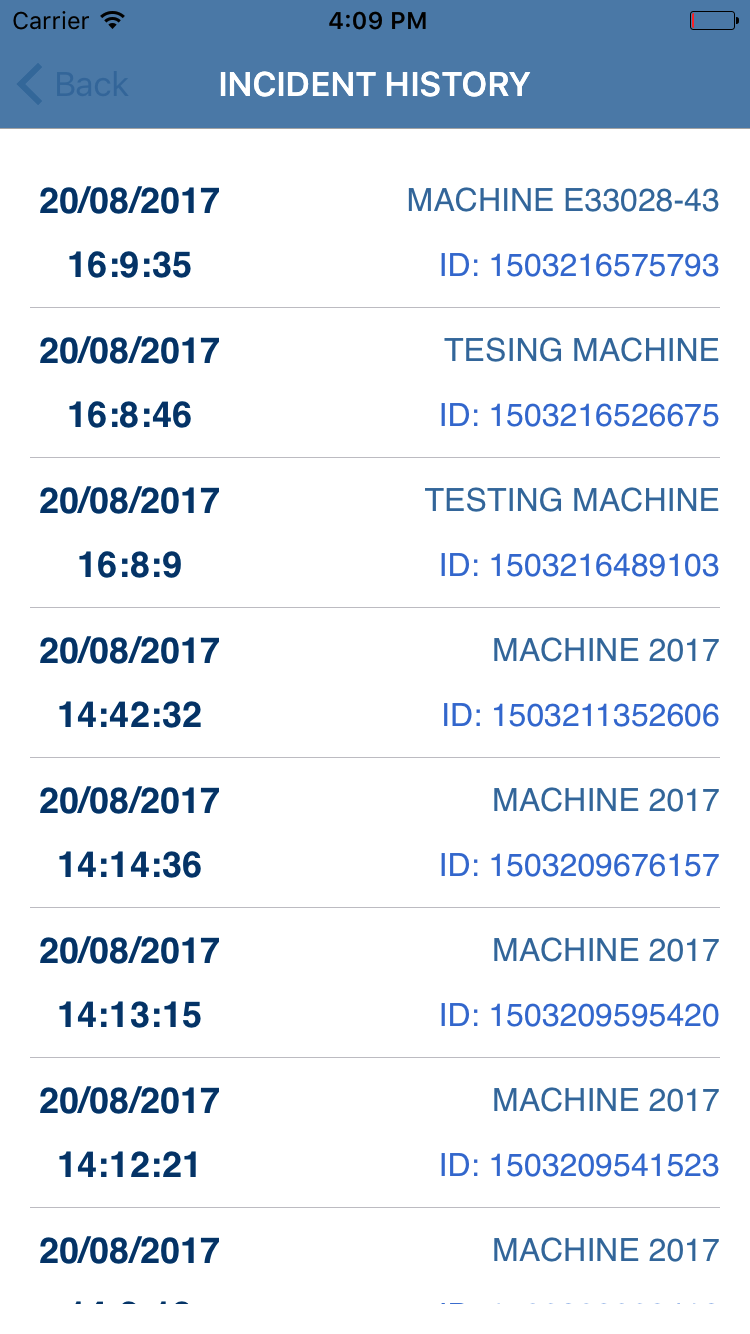 Carrier 4:09 PM
Back INCIDENT HISTORY
20/08/2017 MACHINE E33028-43
16:9:35 ID: 1503216575793
20/08/2017 TESING MACHINE
16:8:46 ID: 1503216526675
20/08/2017 TESTING MACHINE
16:8:9 ID: 1503216489103
20/08/2017 MACHINE 2017
14:42:32 ID: 1503211352606
20/08/2017 MACHINE 2017
14:14:36 ID: 1503209676157
20/08/2017 MACHINE 2017
14:13:15 ID: 1503209595420
20/08/2017 MACHINE 2017
14:12:21 ID: 1503209541523
20/08/2017 MACHINE 2017